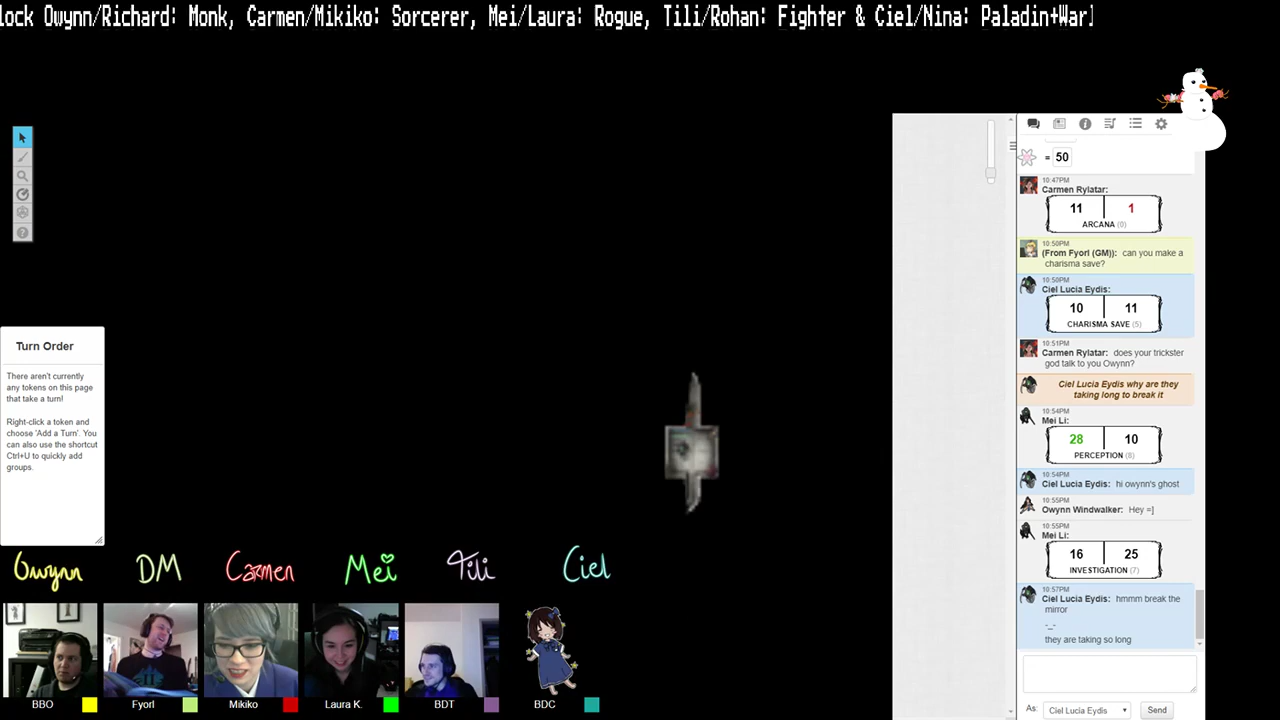 lock Owynn/Richard: Monk, Carmen/Mikiko: Sorcerer, Mei/Laura: Rogue, Tili/Rohan: Fighter & Ciel/Nina: Paladin+Warl
= 50
10:47PM
Carmen Rylatar:
11 1
ARCANA (0)
10:50PM
(From Fyorl (GM)): can you make a
charisma save?
10:50PM
Ciel Lucia Eydis:
10 11
CHARISMA SAVE (5)
10:51PM
Carmen Rylatar: does your trickster
god talk to you Owynn?
Ciel Lucia Eydis why are they
taking long to break it
10:54PM
Mei Li:
28 10
PERCEPTION (8)
10:54PM
Ciel Lucia Eydis: hi owynn's ghost
10:55PM
Owynn Windwalker: Hey =]
10:55PM
Mei Li:
16 25
INVESTIGATION (7)
10:57PM
Ciel Lucia Eydis: hmmm break the
mirror
-_-
they are taking so long
As: Ciel Lucia Eydis Send
Turn Order
There aren't currently
any tokens on this page
that take a turn!
Right-click a token and
choose 'Add a Turn'. You
can also use the shortcut
Ctrl+U to quickly add
groups.
Owynn DM Carmen Mei Tili Ciel
BBO Fyorl Mikiko Laura K. BDT BDC